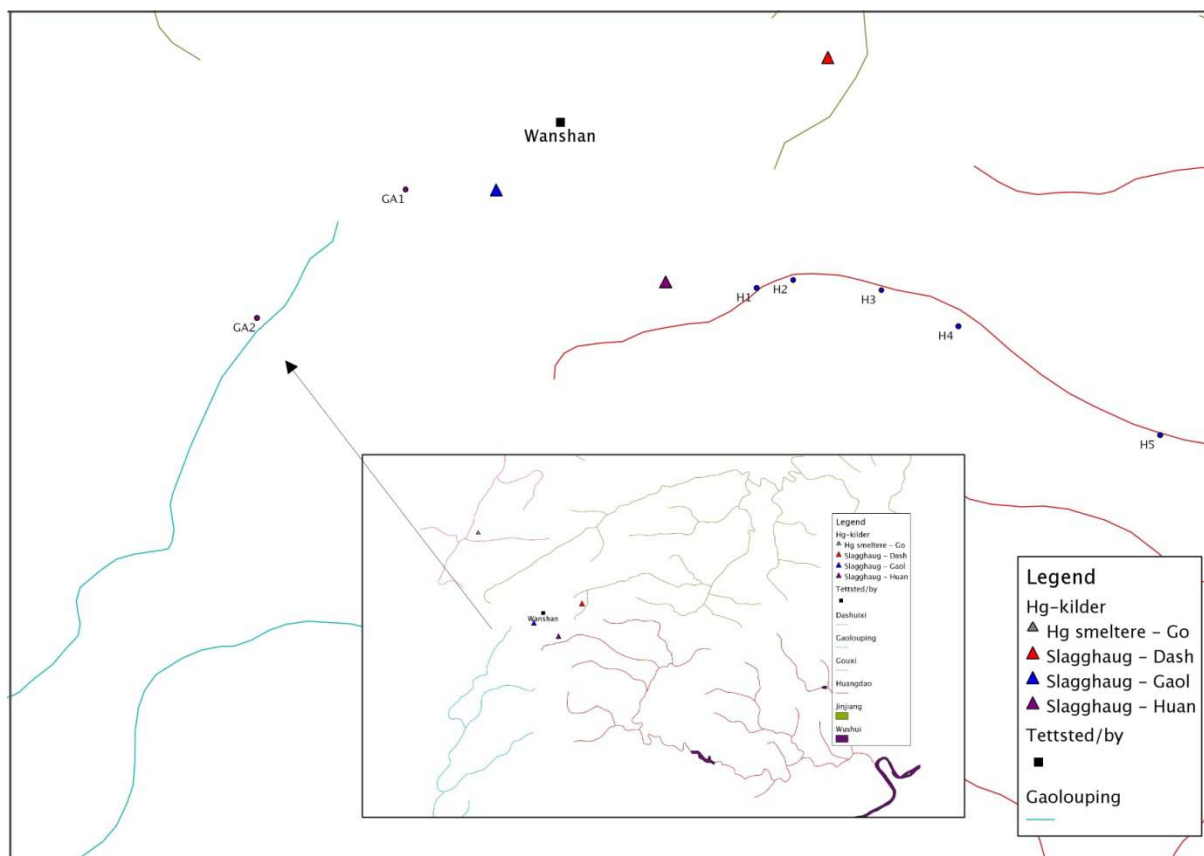 Wanshan
GA1
GA2
H1
H2
H3
H4
H5
Wanshan
Legend
Hg-kilder
Hg smeltere - Go
Slagghaug - Dash
Slagghaug - Gaol
Slagghaug - Huan
Tettsted/by
Dashuixi
Gaolouping
Gouxi
Huangdao
Jinjiang
Wushui
Legend
Hg-kilder
Hg smeltere - Go
Slagghaug - Dash
Slagghaug - Gaol
Slagghaug - Huan
Tettsted/by
Gaolouping